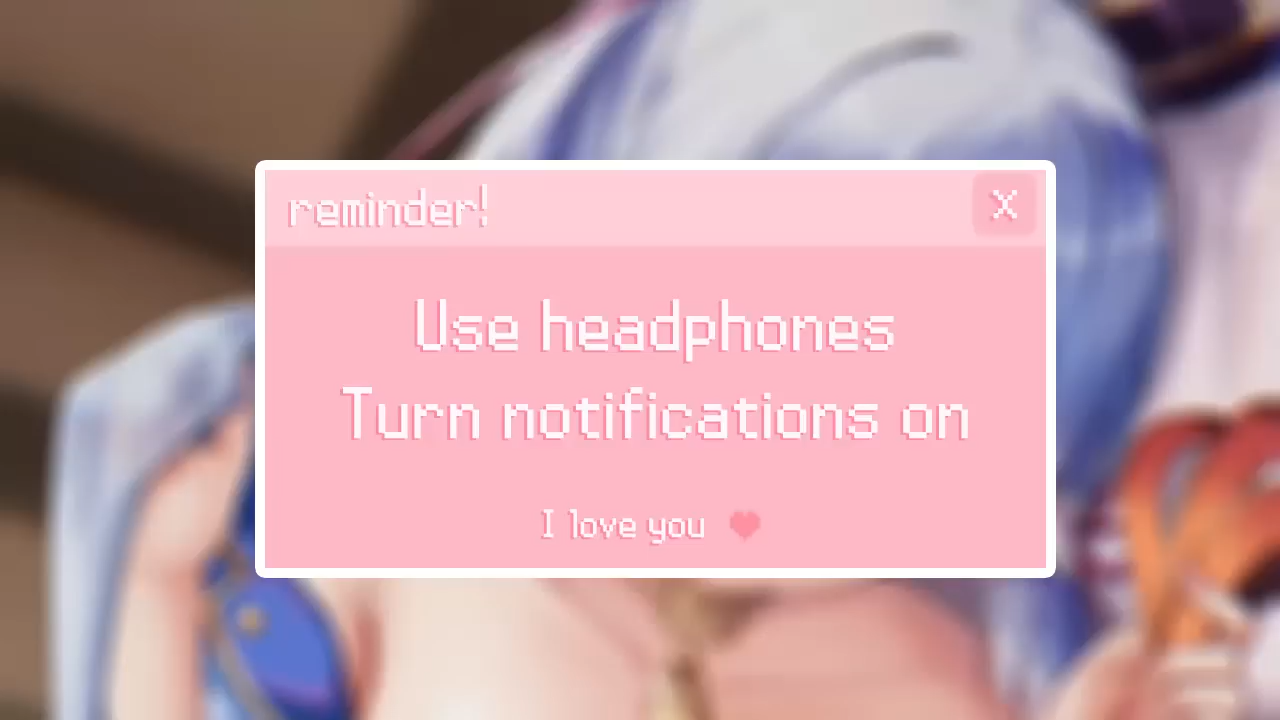 reminder!
X
Use headphones
Turn notifications on
I love you